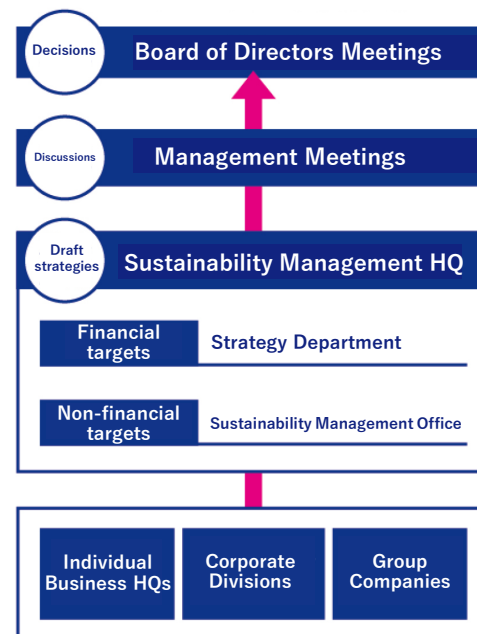 Decisions
Board of Directors Meetings
Discussions
Management Meetings
Draft
strategies
Sustainability Management HQ
Financial
targets
Strategy Department
Non-financial
targets
Sustainability Management Office
Individual
Business HQs
Corporate
Divisions
Group
Companies